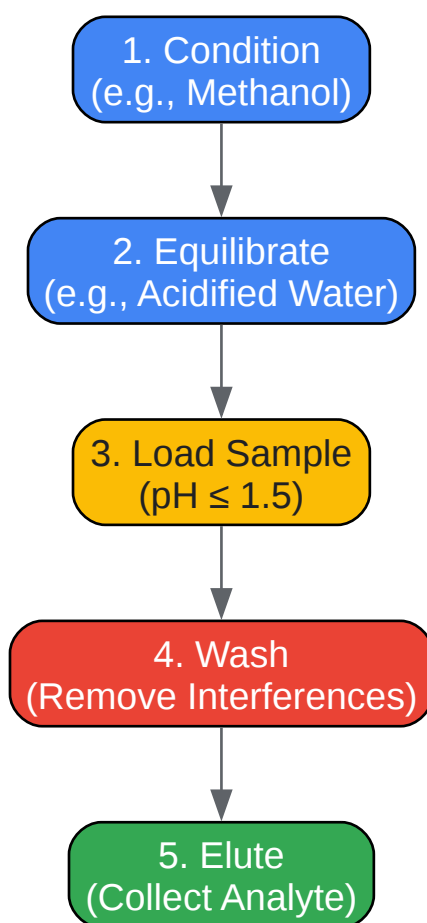 1. Condition
(e.g., Methanol)
2. Equilibrate
(e.g., Acidified Water)
3. Load Sample
(pH ≤ 1.5)
4. Wash
(Remove Interferences)
5. Elute
(Collect Analyte)